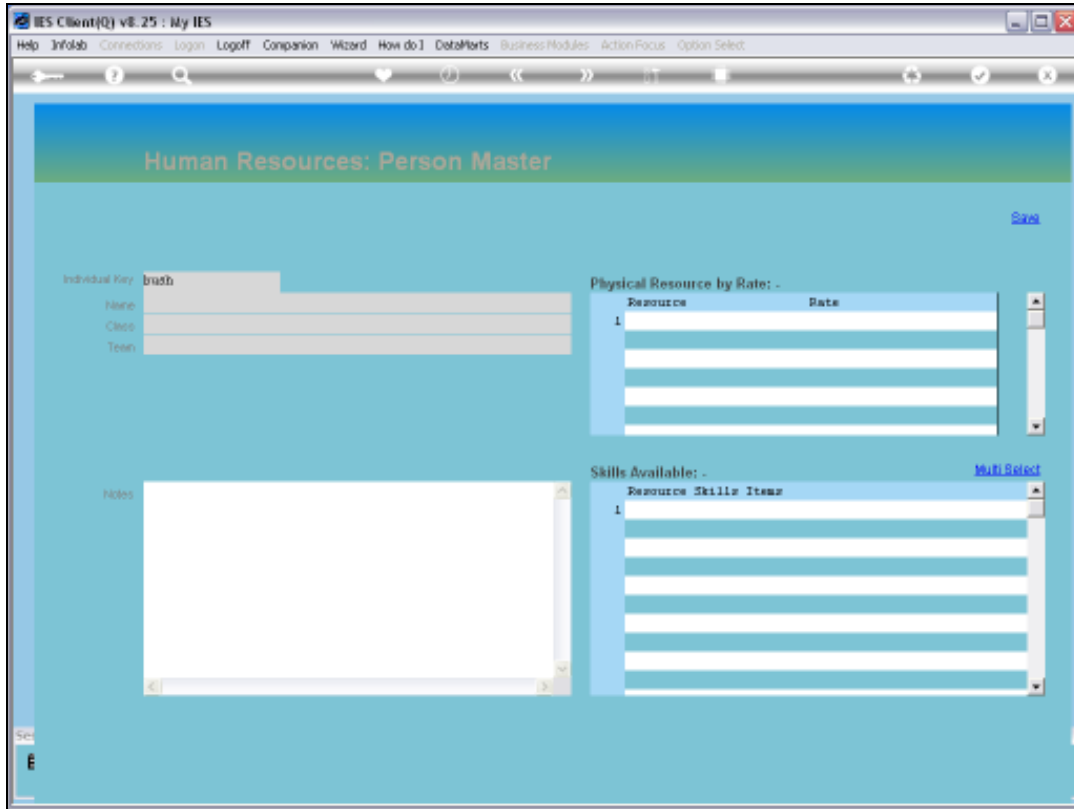 IES Client(Q) v8.25 : My IES
Help Infolab Connections Logon Logoff Companion Wizard How do I DataMarts Business Modules Action Focus Option Select
Human Resources: Person Master
Save
Individual Key brush
Name
Class
Team
Physical Resource by Rate: -
Resource Rate
1
Notes
Skills Available: -
Multi Select
Resource Skills Items
1